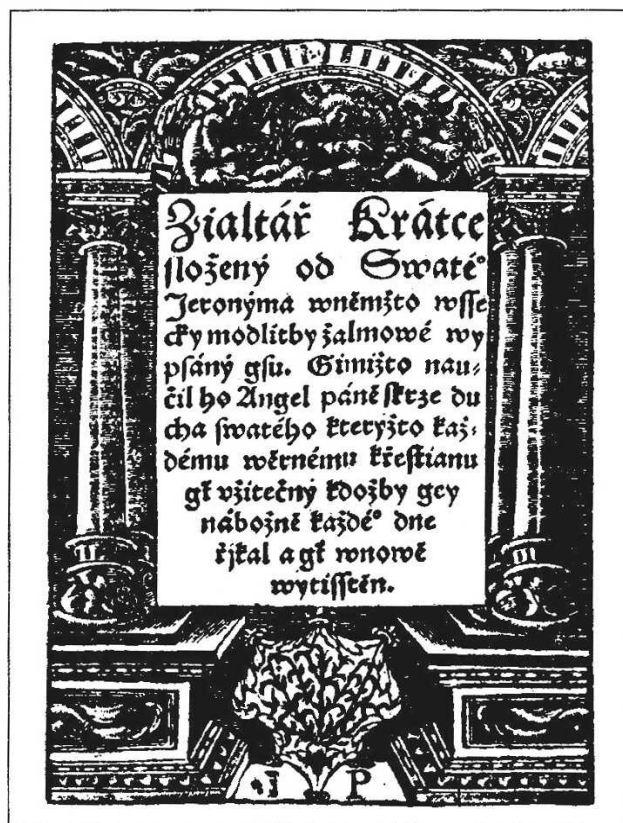 Žialtář Krátce
složený od Swaté°
Jeronýma wněmžto wsse
cky modlitby žalmowé wy
psány gsu. Gimižto nau⸗
čil ho Angel páně skrze du
cha swatého kteryžto kaž⸗
dému wěrnému křestianu
gt vžitečný kdožby gey
nábožně každé° dne
řjkal a gt wnowě
wytisstěn.
I P